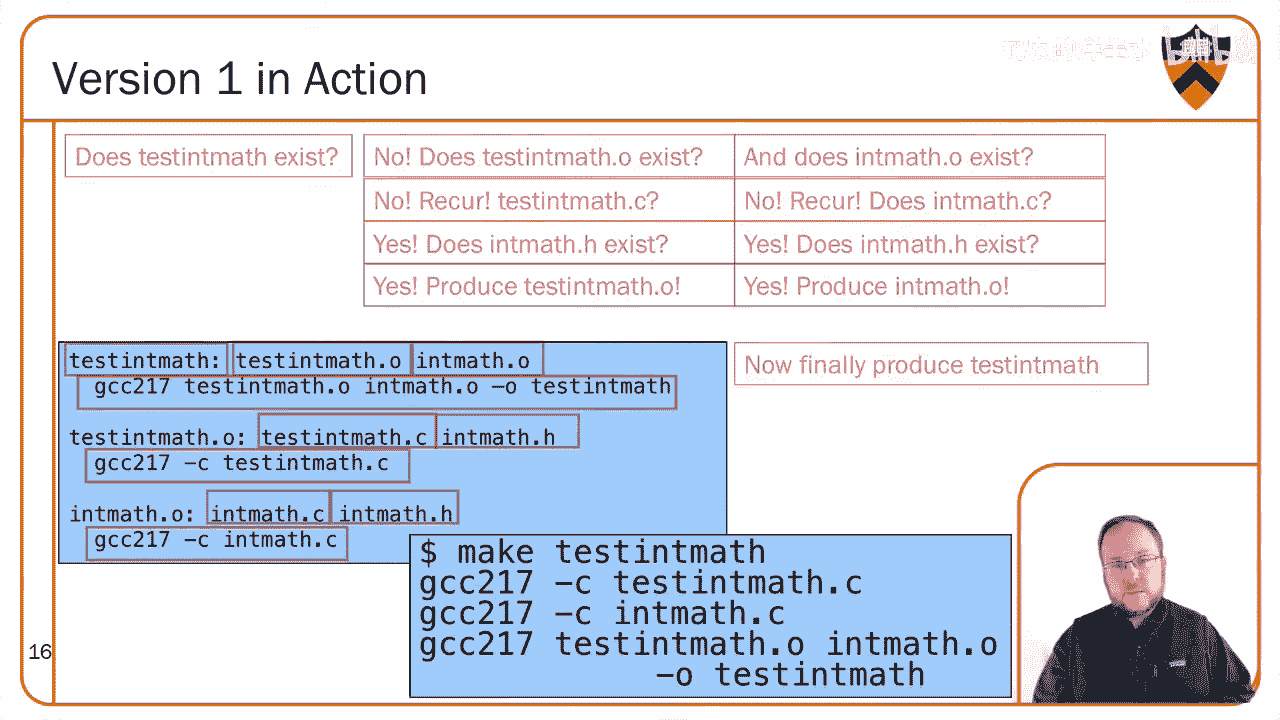 Version 1 in Action
Does testintmath exist?
No! Does testintmath.o exist?
And does intmath.o exist?
No! Recur! testintmath.c?
No! Recur! Does intmath.c?
Yes! Does intmath.h exist?
Yes! Does intmath.h exist?
Yes! Produce testintmath.o!
Yes! Produce intmath.o!
testintmath: testintmath.o intmath.o
gcc217 testintmath.o intmath.o –o testintmath
testintmath.o: testintmath.c intmath.h
gcc217 -c testintmath.c
intmath.o: intmath.c intmath.h
gcc217 -c intmath.c
Now finally produce testintmath
$ make testintmath
gcc217 -c testintmath.c
gcc217 -c intmath.c
gcc217 testintmath.o intmath.o
-o testintmath
16